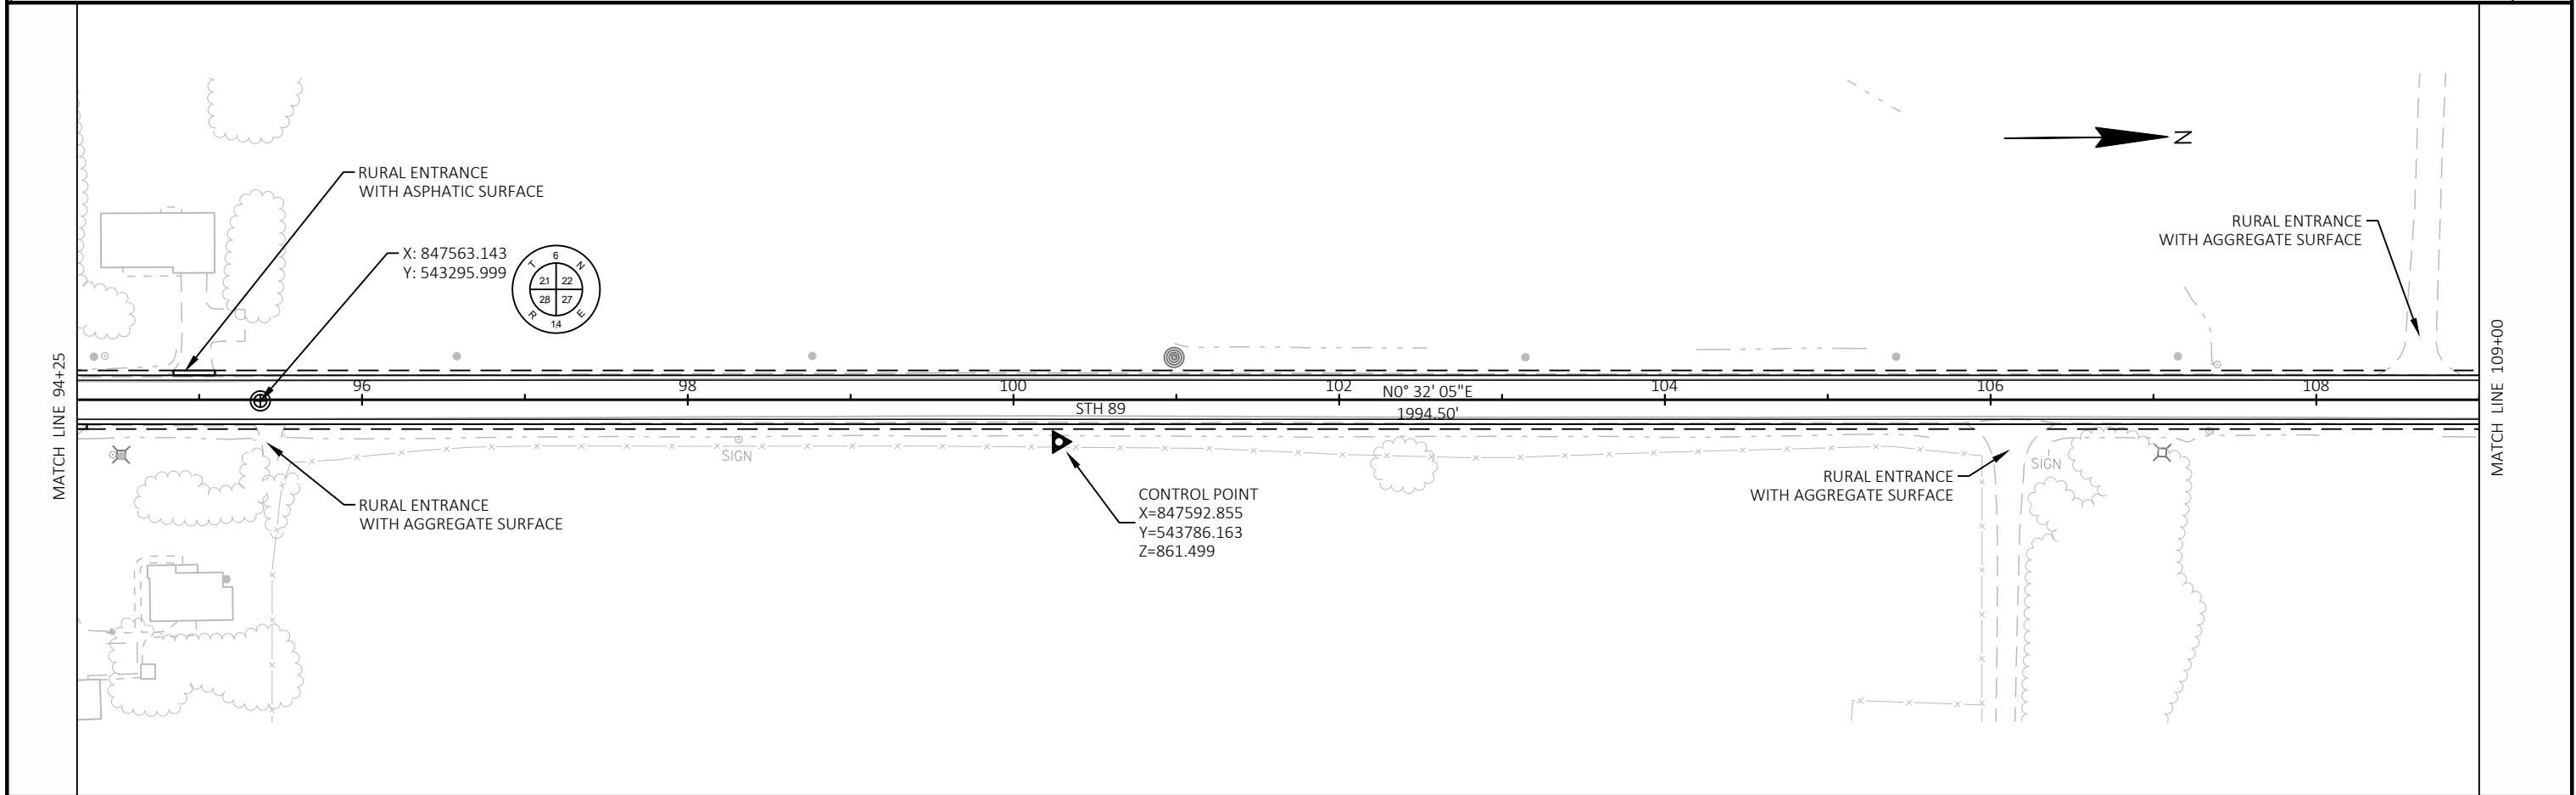 RURAL ENTRANCE
WITH ASPHATIC SURFACE
X: 847563.143
Y: 543295.999
6
T N
21 22
28 27
R E
14
N
RURAL ENTRANCE
WITH AGGREGATE SURFACE
MATCH LINE 94+25
96
98
100
102
104
106
108
N0° 32' 05"E
STH 89
1994.50'
MATCH LINE 109+00
SIGN
RURAL ENTRANCE
WITH AGGREGATE SURFACE
CONTROL POINT
X=847592.855
Y=543786.163
Z=861.499
RURAL ENTRANCE
WITH AGGREGATE SURFACE
SIGN